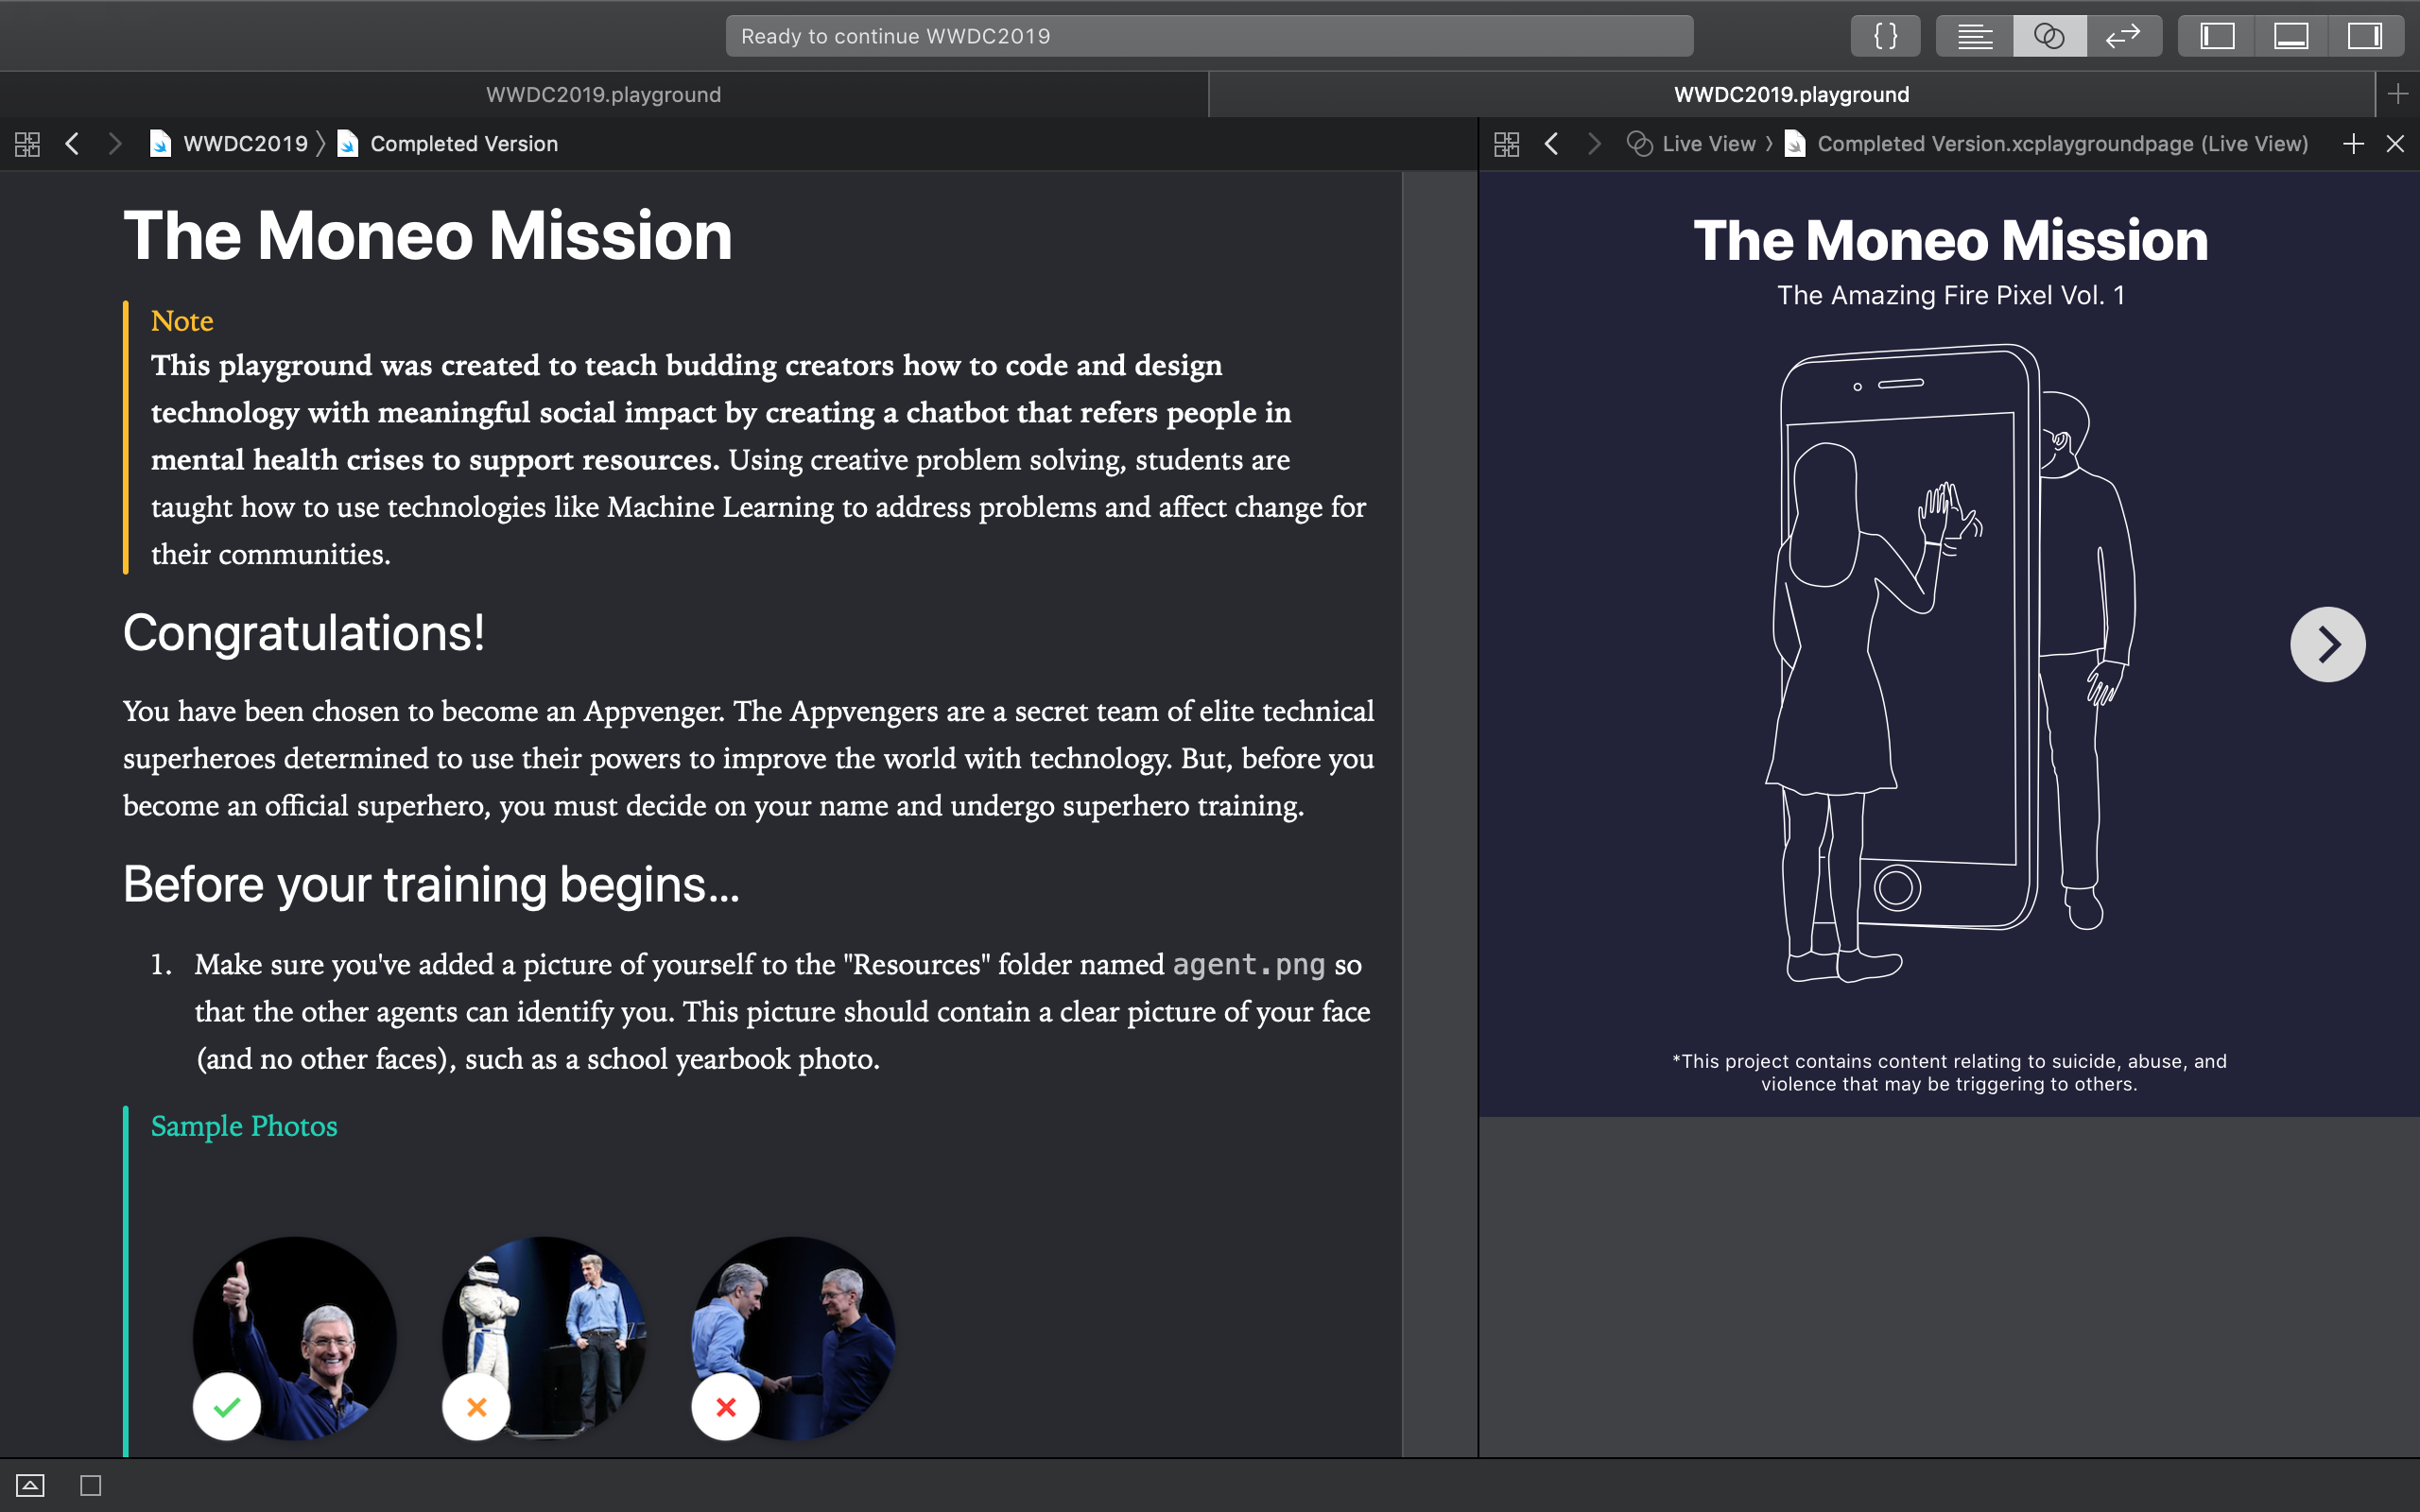 Ready to continue WWDC2019
WWDC2019.playground
WWDC2019.playground
WWDC2019 〉 Completed Version
Live View 〉 Completed Version.xcplaygroundpage (Live View)
The Moneo Mission
Note
This playground was created to teach budding creators how to code and design
technology with meaningful social impact by creating a chatbot that refers people in
mental health crises to support resources. Using creative problem solving, students are
taught how to use technologies like Machine Learning to address problems and affect change for
their communities.
Congratulations!
You have been chosen to become an Appvenger. The Appvengers are a secret team of elite technical
superheroes determined to use their powers to improve the world with technology. But, before you
become an official superhero, you must decide on your name and undergo superhero training.
Before your training begins...
1. Make sure you've added a picture of yourself to the "Resources" folder named agent.png so
that the other agents can identify you. This picture should contain a clear picture of your face
(and no other faces), such as a school yearbook photo.
Sample Photos
The Moneo Mission
The Amazing Fire Pixel Vol. 1
*This project contains content relating to suicide, abuse, and
violence that may be triggering to others.